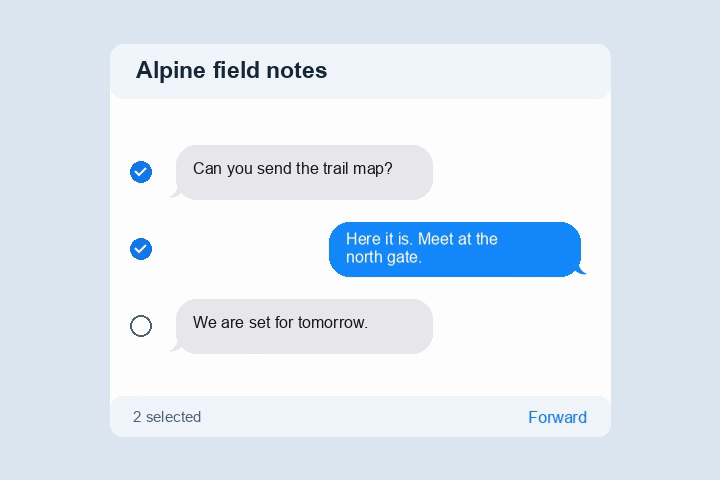 Alpine field notes
Can you send the trail map?
Here it is. Meet at the
north gate.
We are set for tomorrow.
2 selected
Forward